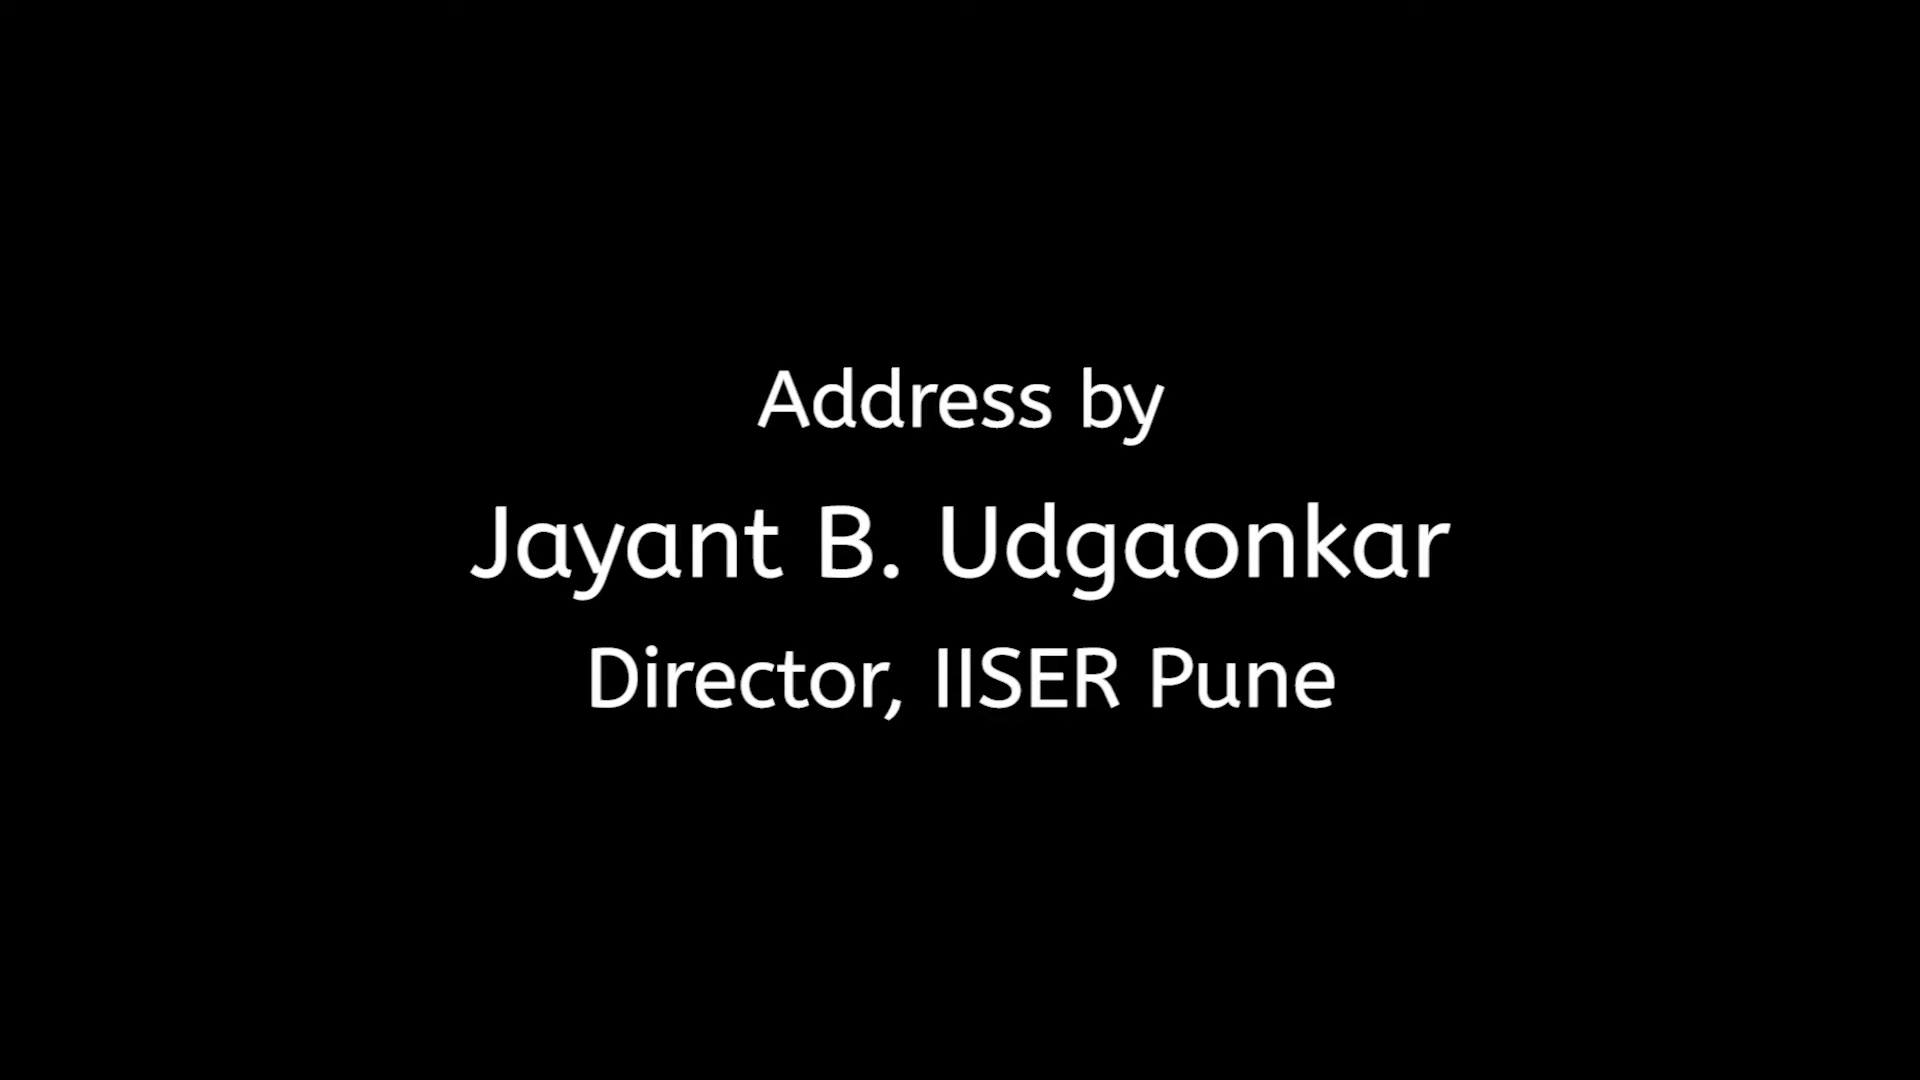 Address by
Jayant B. Udgaonkar
Director, IISER Pune